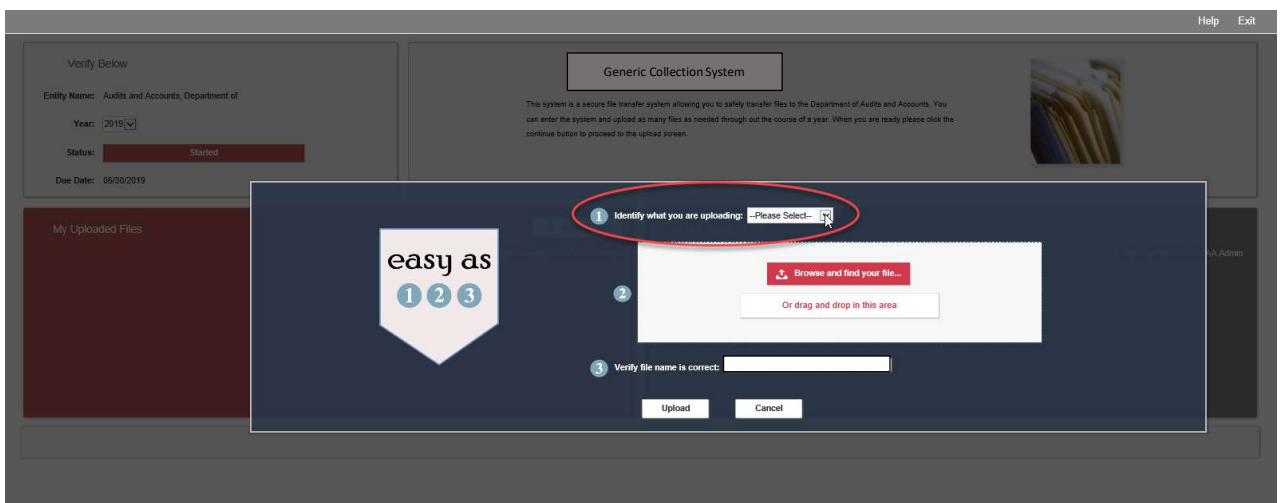 Help Exit
Verify Below
Entity Name: Audits and Accounts, Department of
Year: 2019
Status: Started
Due Date: 06/30/2019
Generic Collection System
This system is a secure file transfer system allowing you to safely transfer files to the Department of Audits and Accounts. You
can enter the system and upload as many files as needed through out the course of a year. When you are ready please click the
continue button to proceed to the upload screen.
My Uploaded Files
AA Admin
easy as
1 2 3
1 Identify what you are uploading: --Please Select--
2
Browse and find your file...
Or drag and drop in this area
3 Verify file name is correct:
Upload Cancel